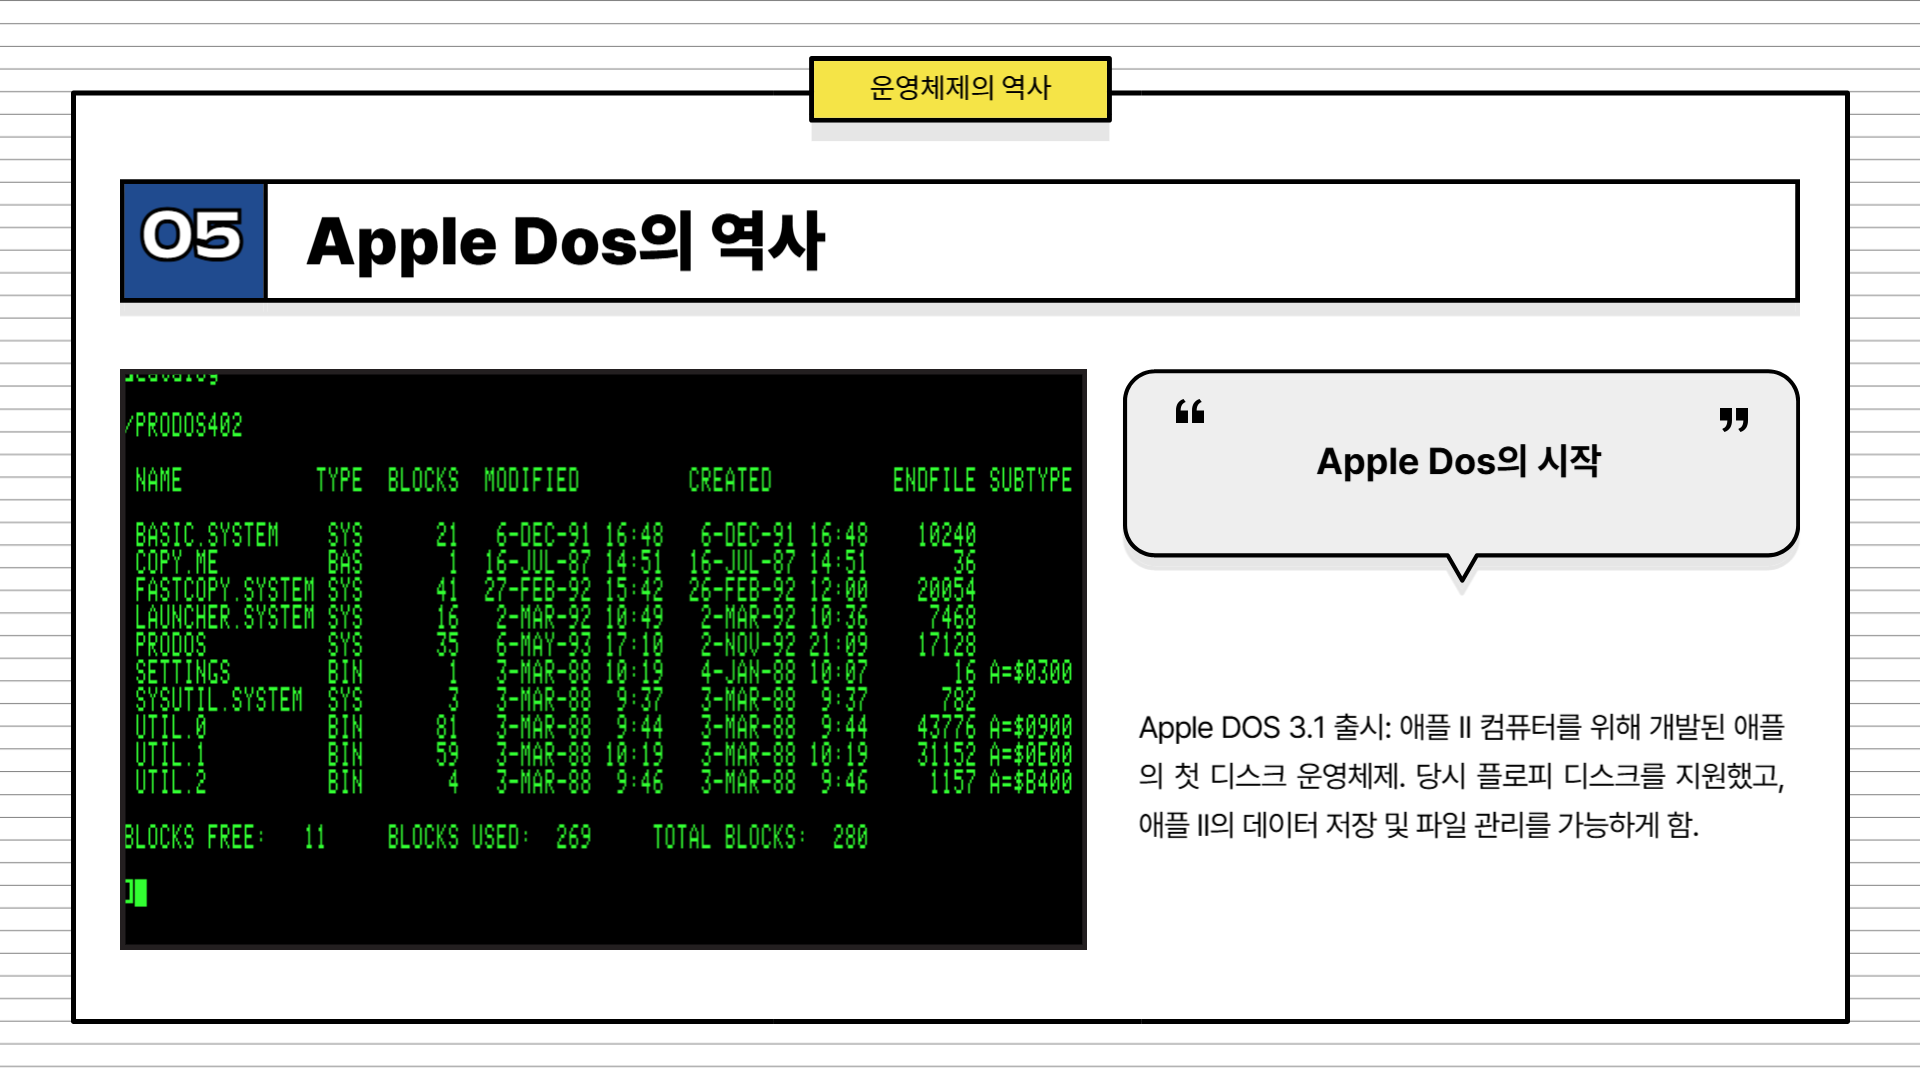 운영체제의 역사
05 Apple Dos의 역사
]catalog
/PRODOS402
NAME TYPE BLOCKS MODIFIED CREATED ENDFILE SUBTYPE
BASIC.SYSTEM SYS 21 6-DEC-91 16:48 6-DEC-91 16:48 10240
COPY.ME BAS 1 16-JUL-87 14:51 16-JUL-87 14:51 36
FASTCOPY.SYSTEM SYS 41 27-FEB-92 15:42 26-FEB-92 12:00 20054
LAUNCHER.SYSTEM SYS 16 2-MAR-92 10:49 2-MAR-92 10:36 7468
PRODOS SYS 35 6-MAY-93 17:10 2-NOV-92 21:09 17128
SETTINGS BIN 1 3-MAR-88 10:19 4-JAN-88 10:07 16 A=$0300
SYSUTIL.SYSTEM SYS 3 3-MAR-88 9:37 3-MAR-88 9:37 782
UTIL.0 BIN 81 3-MAR-88 9:44 3-MAR-88 9:44 43776 A=$0900
UTIL.1 BIN 59 3-MAR-88 10:19 3-MAR-88 10:19 31152 A=$0E00
UTIL.2 BIN 4 3-MAR-88 9:46 3-MAR-88 9:46 1157 A=$B400
BLOCKS FREE: 11 BLOCKS USED: 269 TOTAL BLOCKS: 280
]
“ ”
Apple Dos의 시작
Apple DOS 3.1 출시: 애플 II 컴퓨터를 위해 개발된 애플
의 첫 디스크 운영체제. 당시 플로피 디스크를 지원했고,
애플 II의 데이터 저장 및 파일 관리를 가능하게 함.